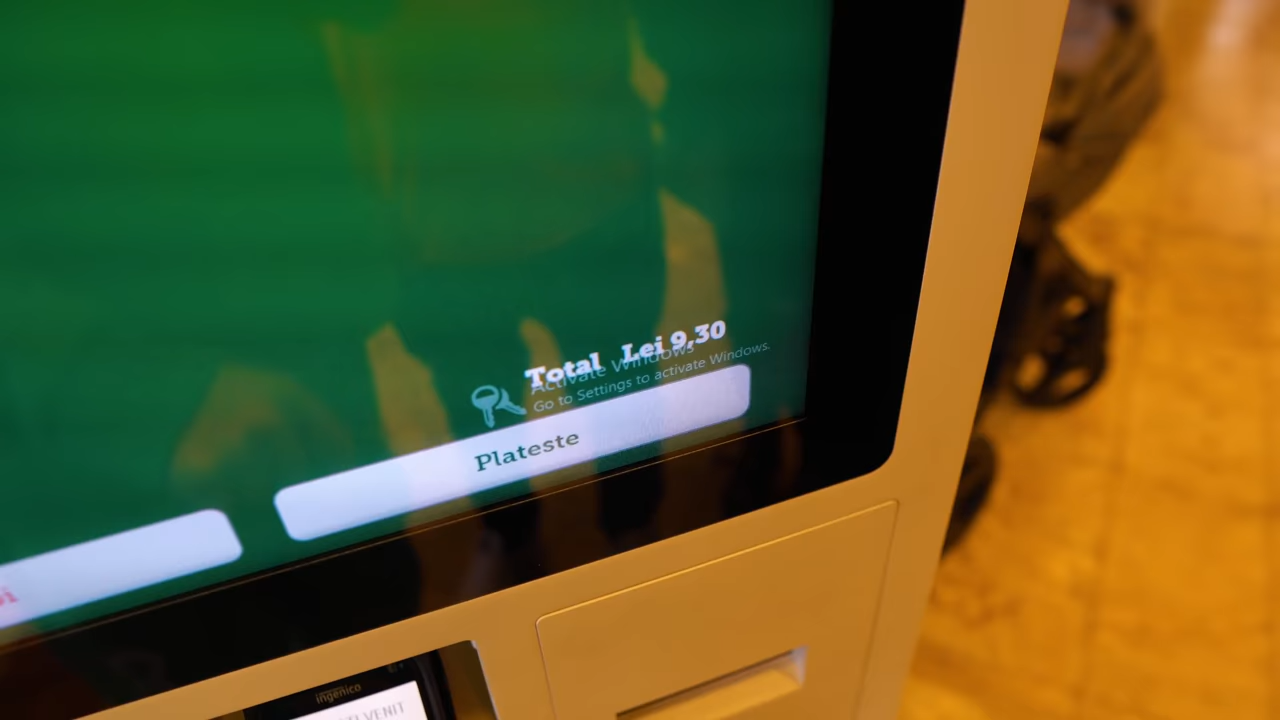 Total Lei 9,30
Activate Windows
Go to Settings to activate Windows.
Plateste
ingenico